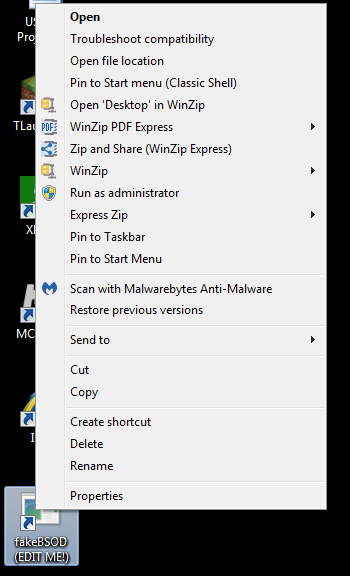 US
Proj
Open
Troubleshoot compatibility
Open file location
Pin to Start menu (Classic Shell)
Open 'Desktop' in WinZip
TLau
PDF
WinZip PDF Express
Zip and Share (WinZip Express)
WinZip
Run as administrator
Express Zip
XI
Pin to Taskbar
Pin to Start Menu
Scan with Malwarebytes Anti-Malware
Restore previous versions
MC
Send to
Cut
Copy
Create shortcut
I
Delete
Rename
Properties
fakeBSOD
(EDIT ME!)